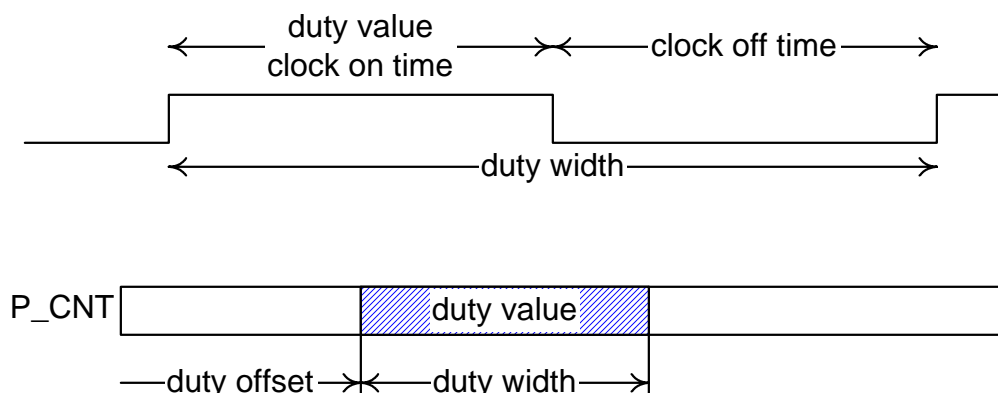 duty value
clock on time
clock off time
duty width
P_CNT
duty value
duty offset
duty width